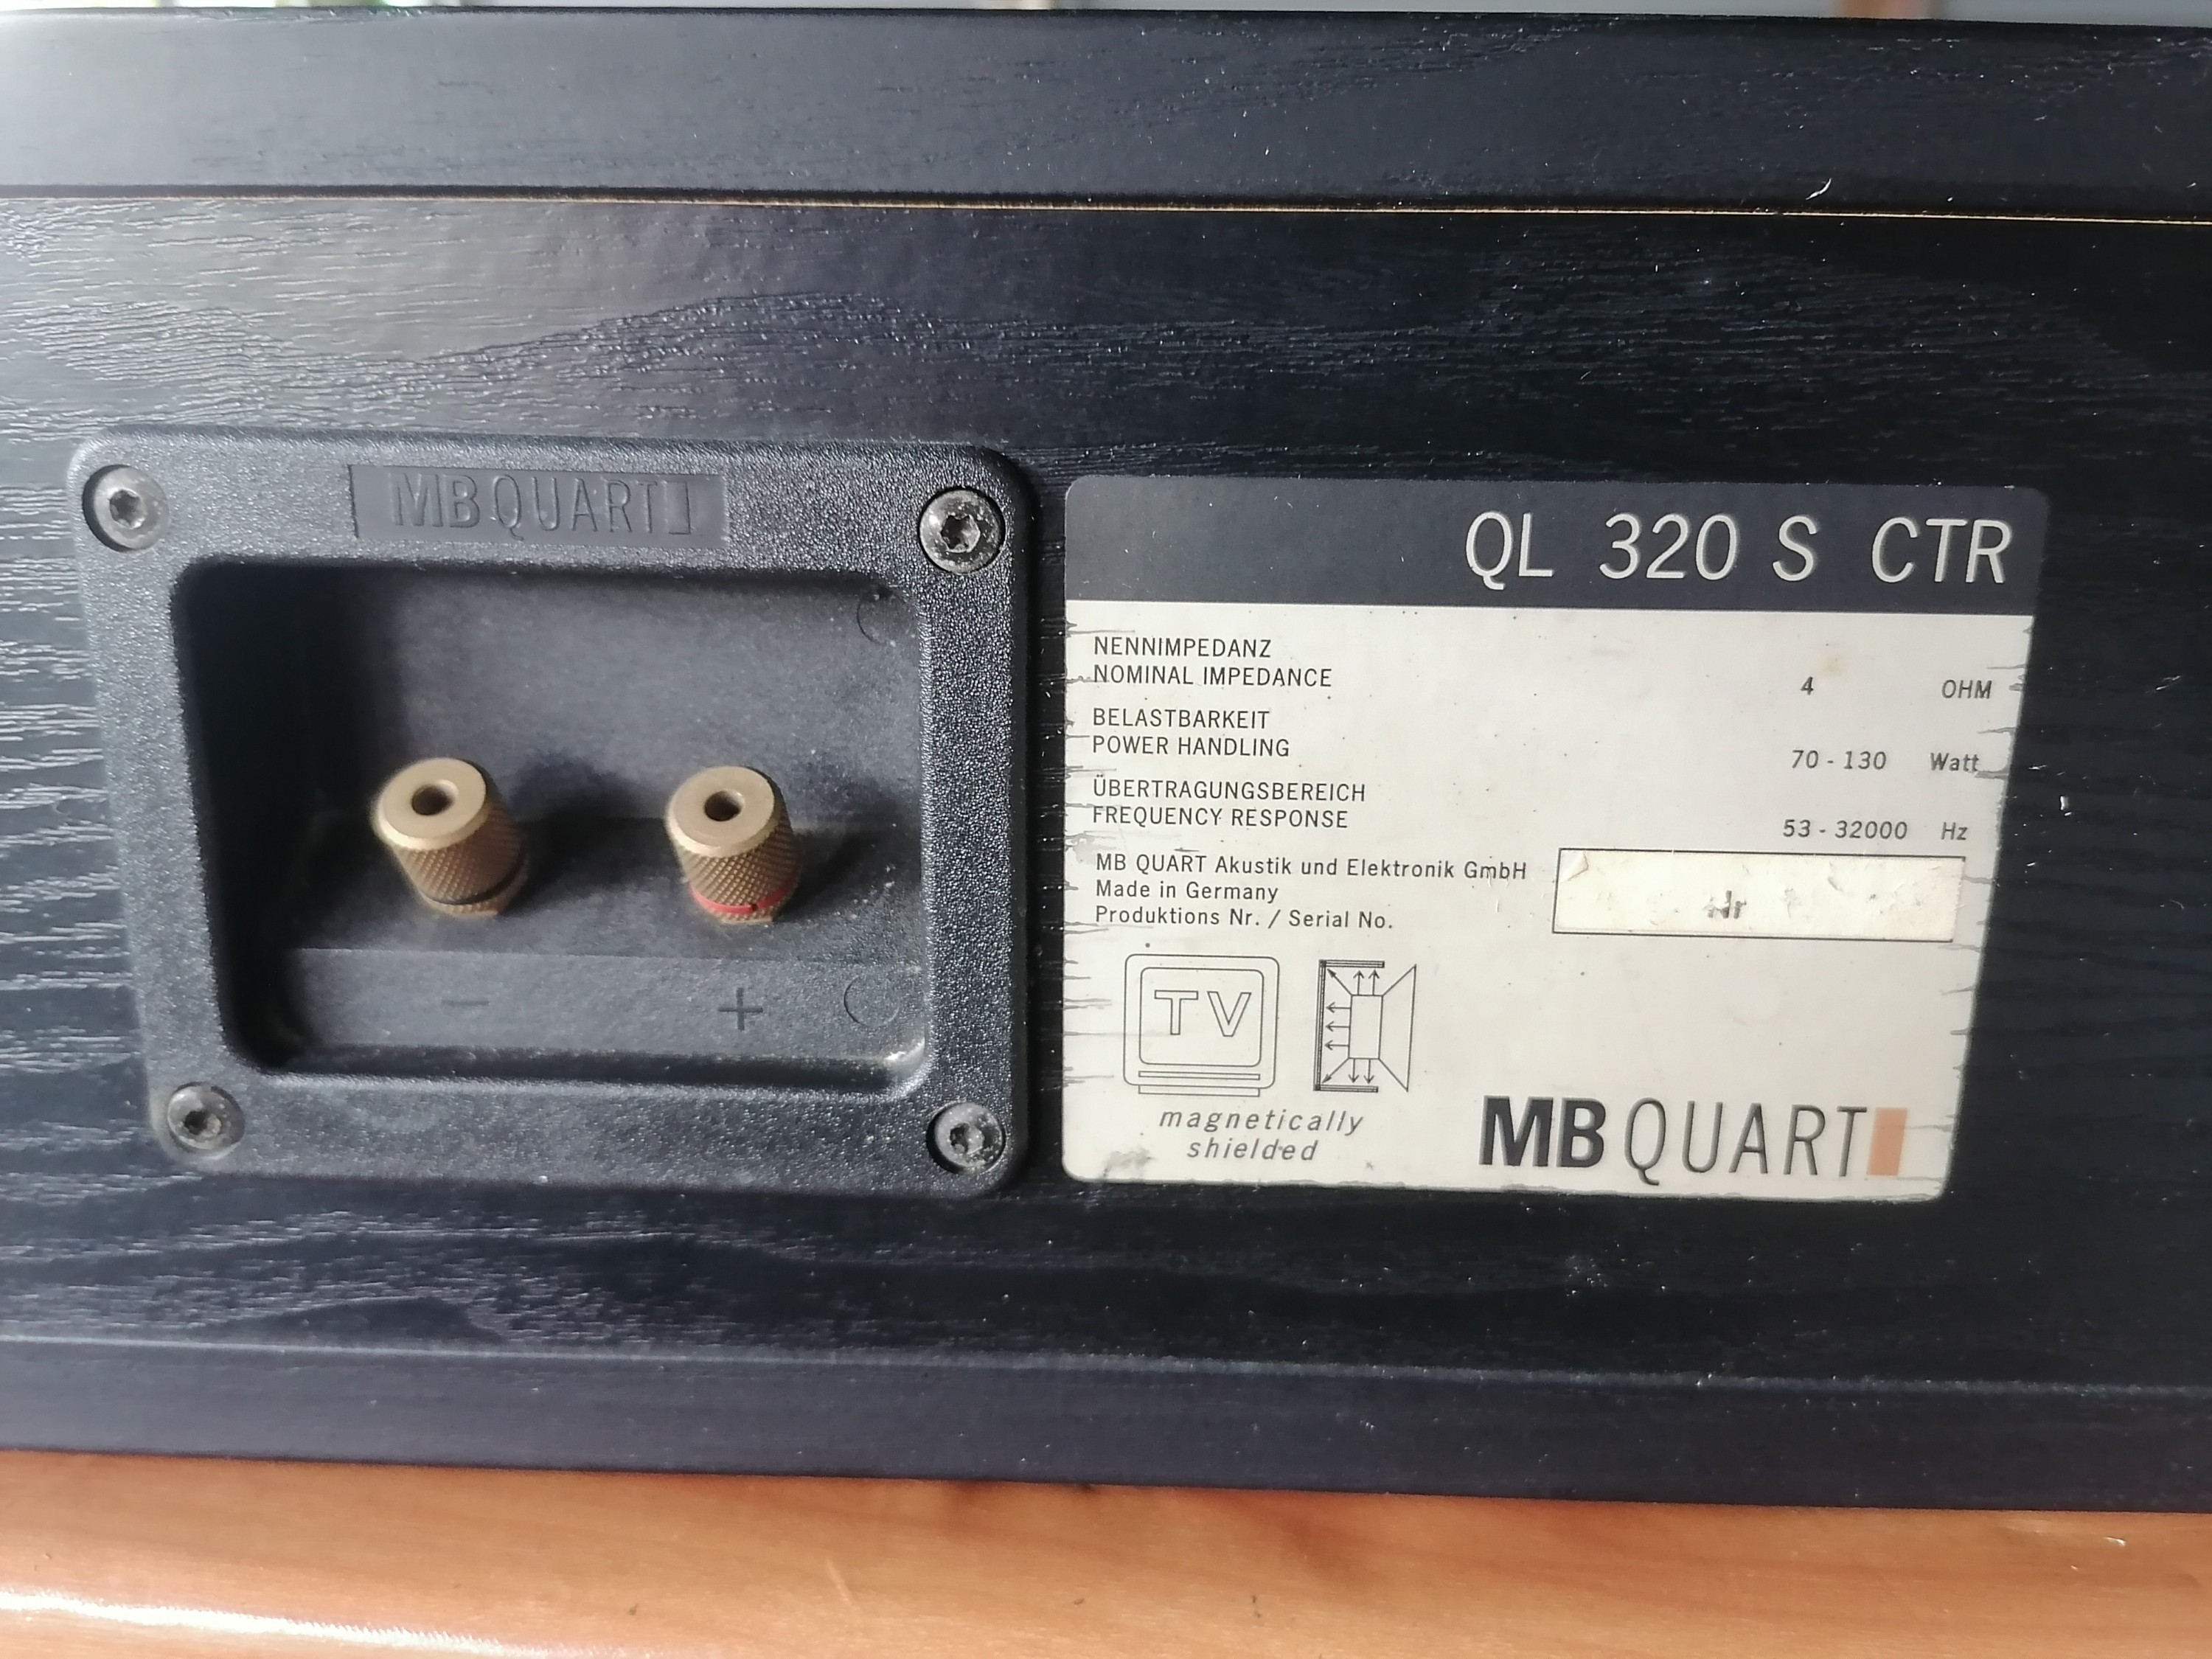 MB QUART
QL 320 S CTR
NENNIMPEDANZ
NOMINAL IMPEDANCE 4 OHM
BELASTBARKEIT
POWER HANDLING 70 - 130 Watt
ÜBERTRAGUNGSBEREICH
FREQUENCY RESPONSE 53 - 32000 Hz
MB QUART Akustik und Elektronik GmbH
Made in Germany
Produktions Nr. / Serial No.
Nr
TV
magnetically
shielded
MB QUART
- +